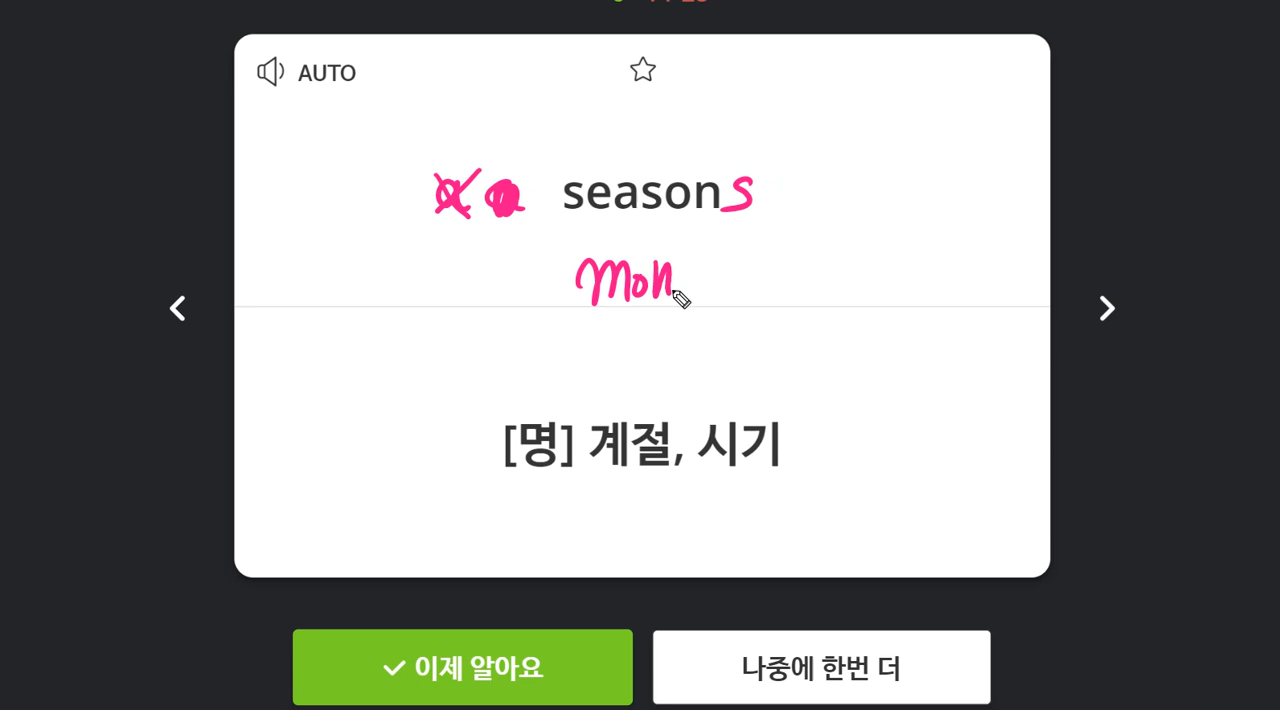 AUTO
seasons
mon
[명] 계절, 시기
이제 알아요
나중에 한번 더